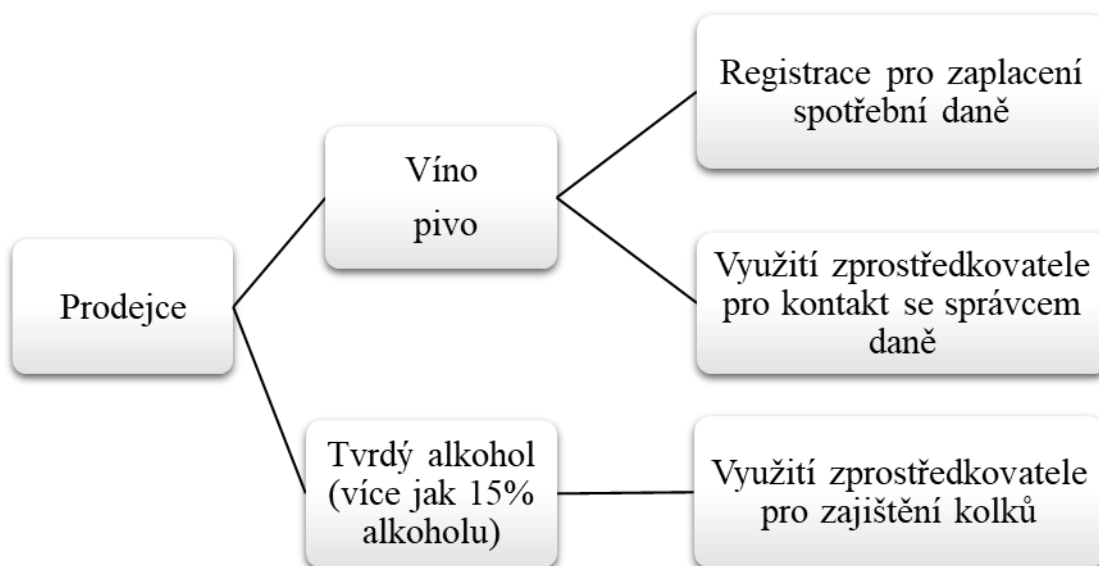 Prodejce
Víno
pivo
Registrace pro zaplacení
spotřební daně
Využití zprostředkovatele
pro kontakt se správcem
daně
Tvrdý alkohol
(více jak 15%
alkoholu)
Využití zprostředkovatele
pro zajištění kolků